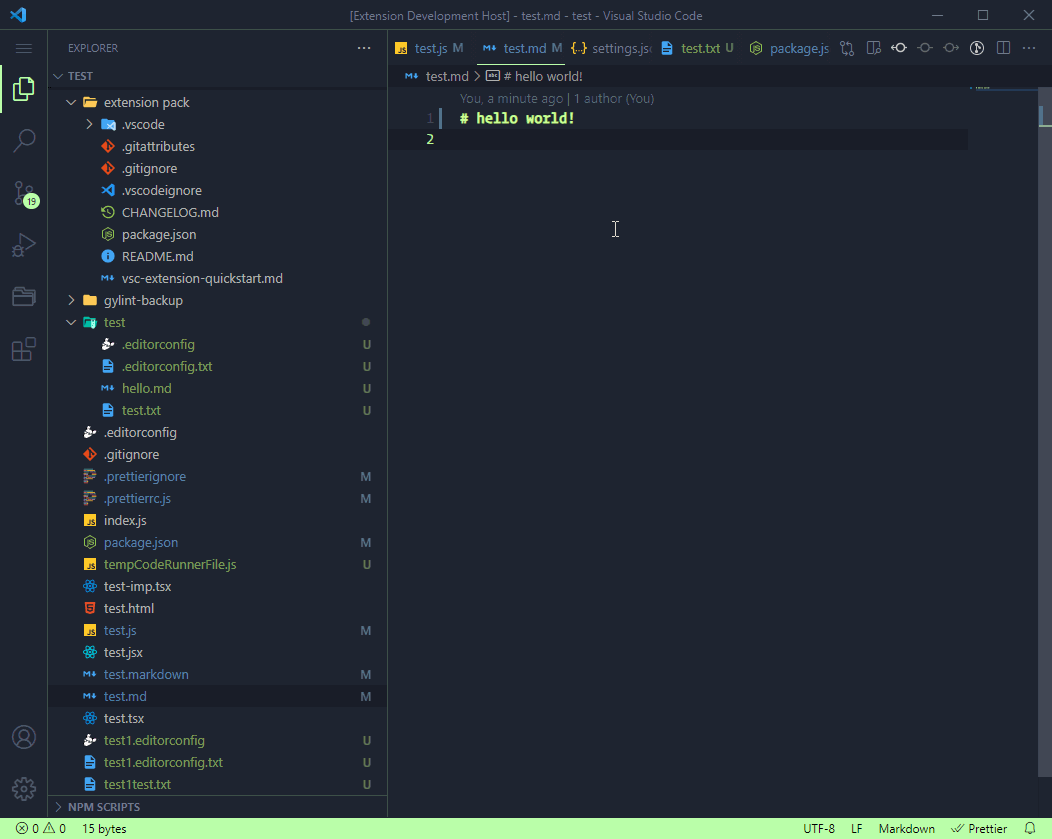 [Extension Development Host] - test.md - test - Visual Studio Code
EXPLORER
TEST
extension pack
.vscode
.gitattributes
.gitignore
.vscodeignore
CHANGELOG.md
package.json
README.md
vsc-extension-quickstart.md
gylint-backup
test
.editorconfig U
.editorconfig.txt U
hello.md U
test.txt U
.editorconfig
.gitignore
.prettierignore M
.prettierrc.js M
index.js
package.json M
tempCodeRunnerFile.js U
test-imp.tsx
test.html
test.js M
test.jsx
test.markdown M
test.md M
test.tsx
test1.editorconfig U
test1.editorconfig.txt U
test1test.txt U
NPM SCRIPTS
19
test.js M test.md M settings.js test.txt U package.js
test.md > # hello world!
You, a minute ago | 1 author (You)
1 # hello world!
2
0 0 15 bytes UTF-8 LF Markdown Prettier